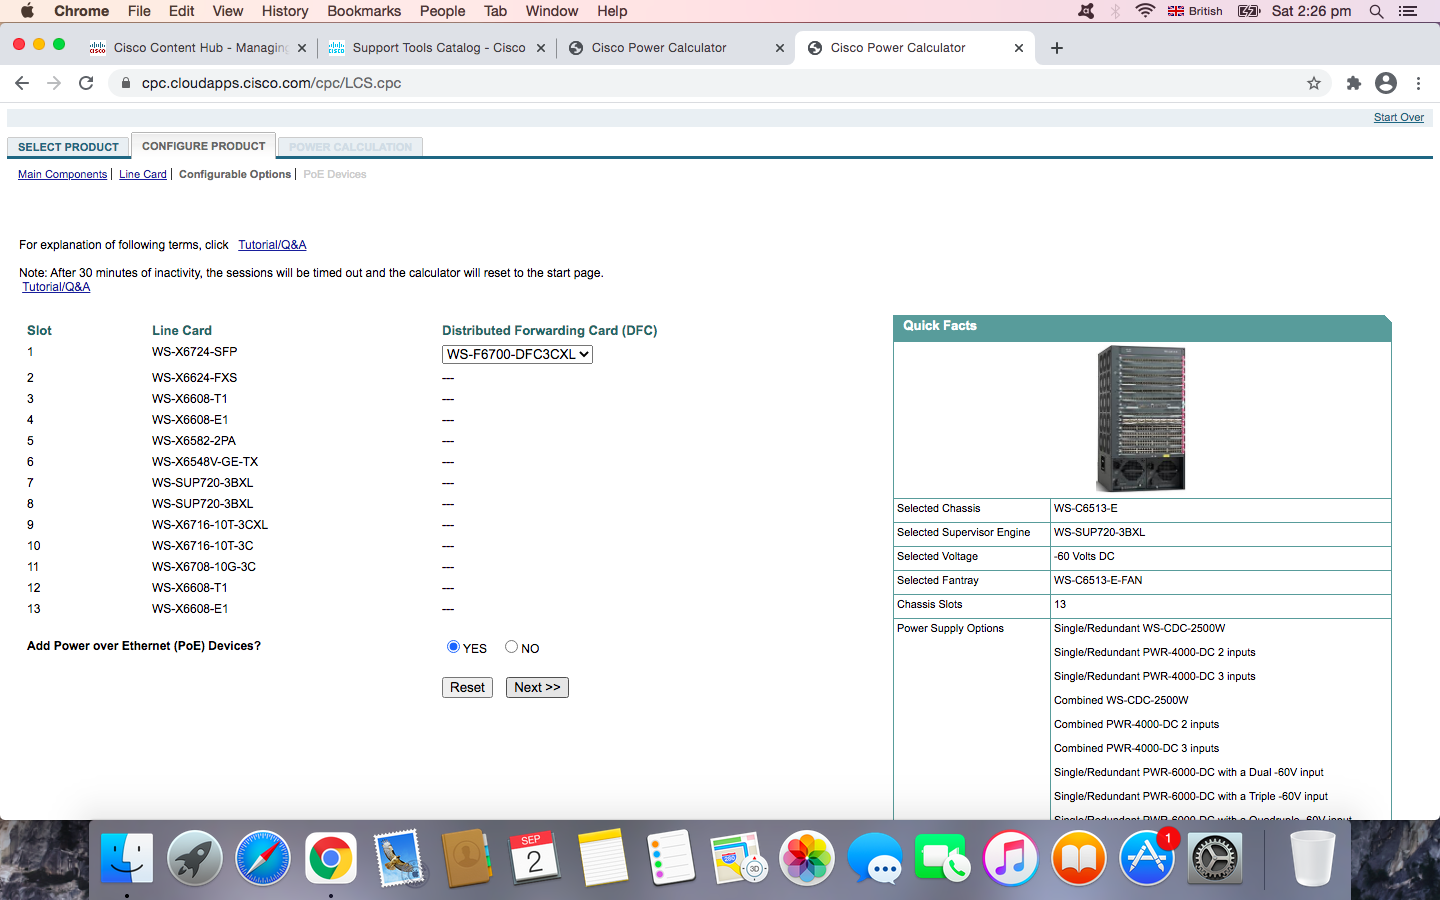 Chrome File Edit View History Bookmarks People Tab Window Help British Sat 2:26 pm
Cisco Content Hub - Managing Support Tools Catalog - Cisco Cisco Power Calculator Cisco Power Calculator
cpc.cloudapps.cisco.com/cpc/LCS.cpc
Start Over
SELECT PRODUCT CONFIGURE PRODUCT POWER CALCULATION
Main Components | Line Card | Configurable Options | PoE Devices
For explanation of following terms, click Tutorial/Q&A
Note: After 30 minutes of inactivity, the sessions will be timed out and the calculator will reset to the start page.
Tutorial/Q&A
Slot Line Card Distributed Forwarding Card (DFC)
1 WS-X6724-SFP WS-F6700-DFC3CXL
2 WS-X6624-FXS ---
3 WS-X6608-T1 ---
4 WS-X6608-E1 ---
5 WS-X6582-2PA ---
6 WS-X6548V-GE-TX ---
7 WS-SUP720-3BXL ---
8 WS-SUP720-3BXL ---
9 WS-X6716-10T-3CXL ---
10 WS-X6716-10T-3C ---
11 WS-X6708-10G-3C ---
12 WS-X6608-T1 ---
13 WS-X6608-E1 ---
Add Power over Ethernet (PoE) Devices? YES NO
Reset Next >>
Quick Facts
Selected Chassis WS-C6513-E
Selected Supervisor Engine WS-SUP720-3BXL
Selected Voltage -60 Volts DC
Selected Fantray WS-C6513-E-FAN
Chassis Slots 13
Power Supply Options Single/Redundant WS-CDC-2500W
Single/Redundant PWR-4000-DC 2 inputs
Single/Redundant PWR-4000-DC 3 inputs
Combined WS-CDC-2500W
Combined PWR-4000-DC 2 inputs
Combined PWR-4000-DC 3 inputs
Single/Redundant PWR-6000-DC with a Dual -60V input
Single/Redundant PWR-6000-DC with a Triple -60V input
Single/Redundant PWR-6000-DC with a Quadruple -60V input
SEP
2
280
3D
1